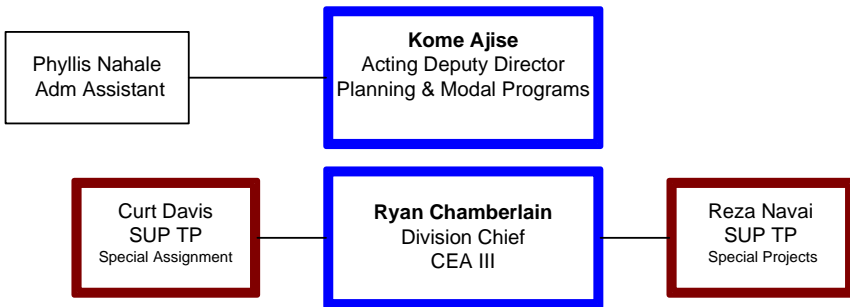 Kome Ajise
Acting Deputy Director
Planning & Modal Programs
Phyllis Nahale
Adm Assistant
Curt Davis
SUP TP
Special Assignment
Ryan Chamberlain
Division Chief
CEA III
Reza Navai
SUP TP
Special Projects